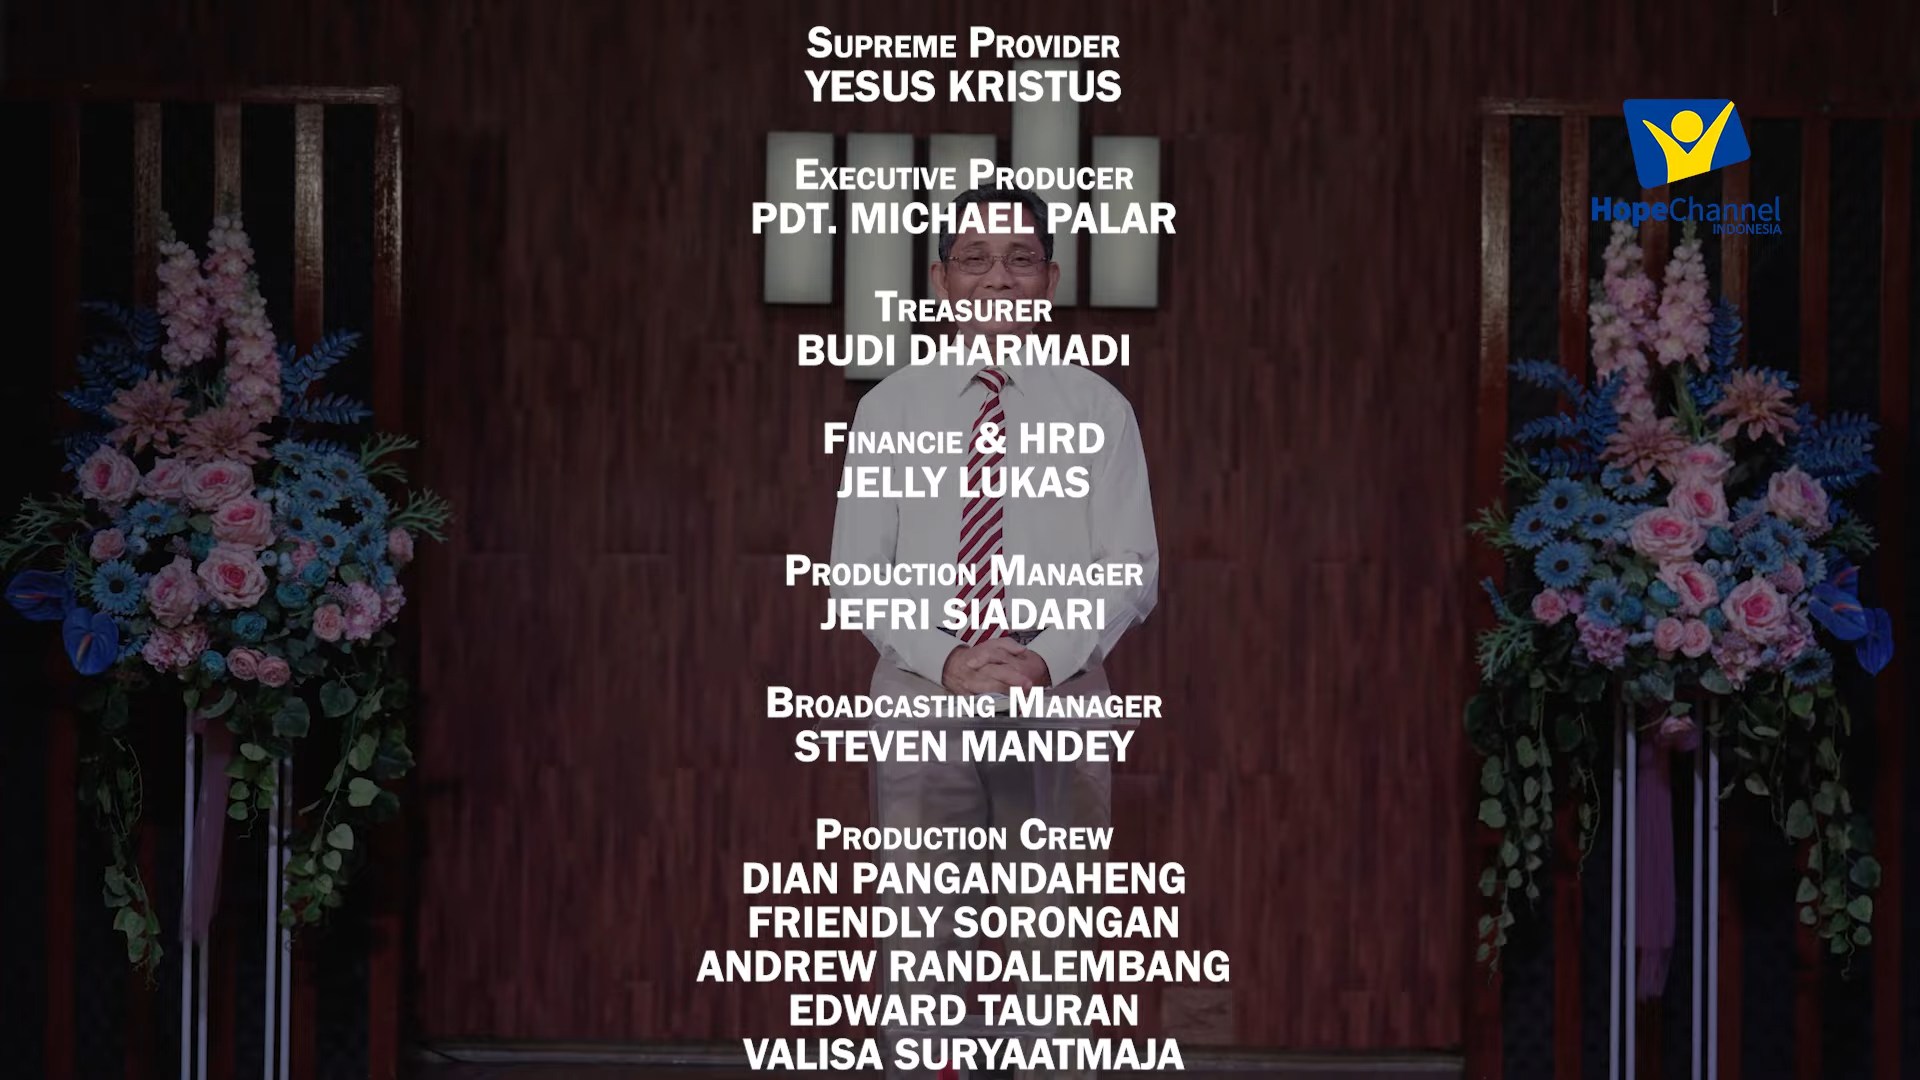 SUPREME PROVIDER
YESUS KRISTUS
EXECUTIVE PRODUCER
PDT. MICHAEL PALAR
TREASURER
BUDI DHARMADI
FINANCIE & HRD
JELLY LUKAS
PRODUCTION MANAGER
JEFRI SIADARI
BROADCASTING MANAGER
STEVEN MANDEY
PRODUCTION CREW
DIAN PANGANDAHENG
FRIENDLY SORONGAN
ANDREW RANDALEMBANG
EDWARD TAURAN
VALISA SURYAATMAJA
HopeChannel
INDONESIA